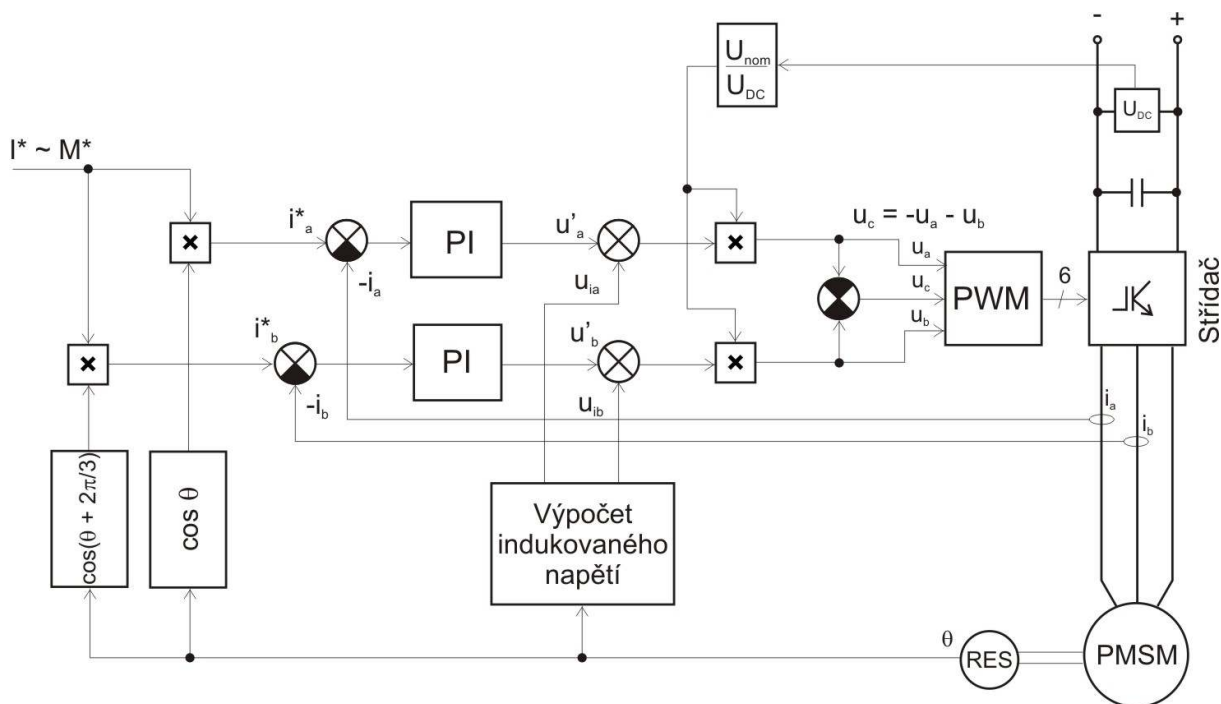 - +
U_nom
U_DC
U_DC
I* ~ M*
×
i*_a
-i_a
PI
u'_a
u_ia
×
u_c = -u_a - u_b
u_a
u_c
u_b
PWM
6
Střídač
×
i*_b
-i_b
PI
u'_b
u_ib
×
i_a
i_b
cos(θ + 2π/3)
cos θ
Výpočet
indukovaného
napětí
θ
RES
PMSM